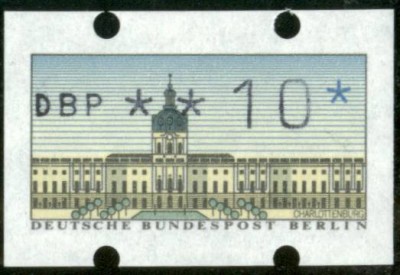 DBP ** 10*
CHARLOTTENBURG
DEUTSCHE BUNDESPOST BERLIN